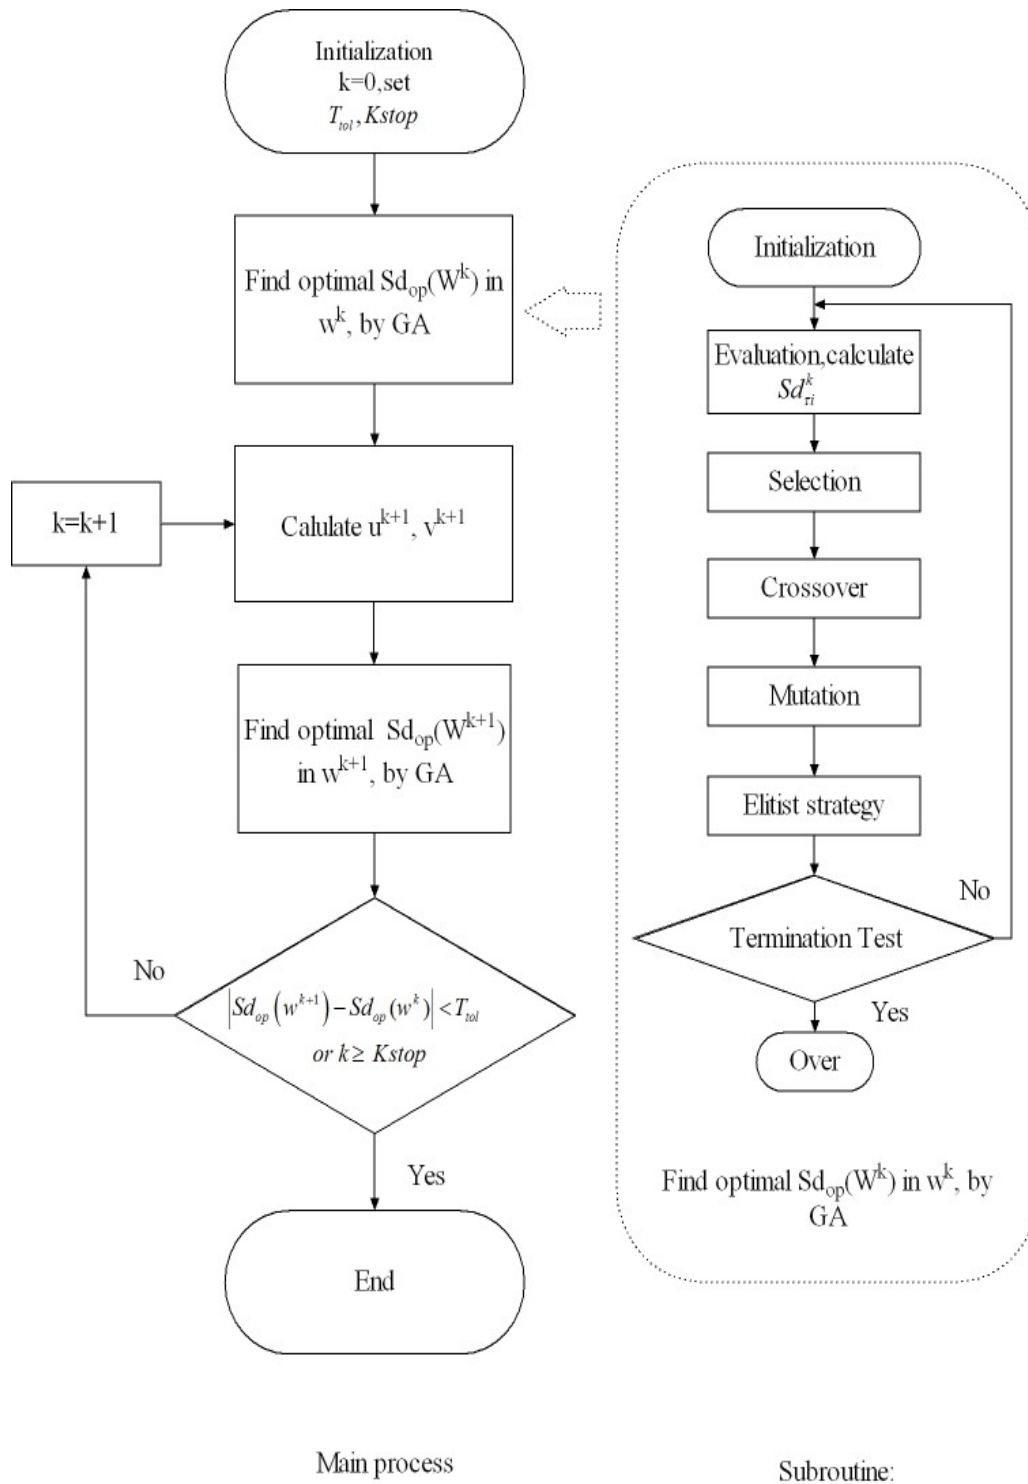 Initialization
k=0,set
T_tol, Kstop
Find optimal Sd_op(W^k) in
w^k, by GA
k=k+1
Calulate u^{k+1}, v^{k+1}
Find optimal Sd_op(W^{k+1})
in w^{k+1}, by GA
No
|Sd_op(w^{k+1})−Sd_op(w^k)|<T_tol
or k≥ Kstop
Yes
End
Main process
Initialization
Evaluation,calculate
Sd_{τi}^k
Selection
Crossover
Mutation
Elitist strategy
No
Termination Test
Yes
Over
Find optimal Sd_op(W^k) in w^k, by
GA
Subroutine: